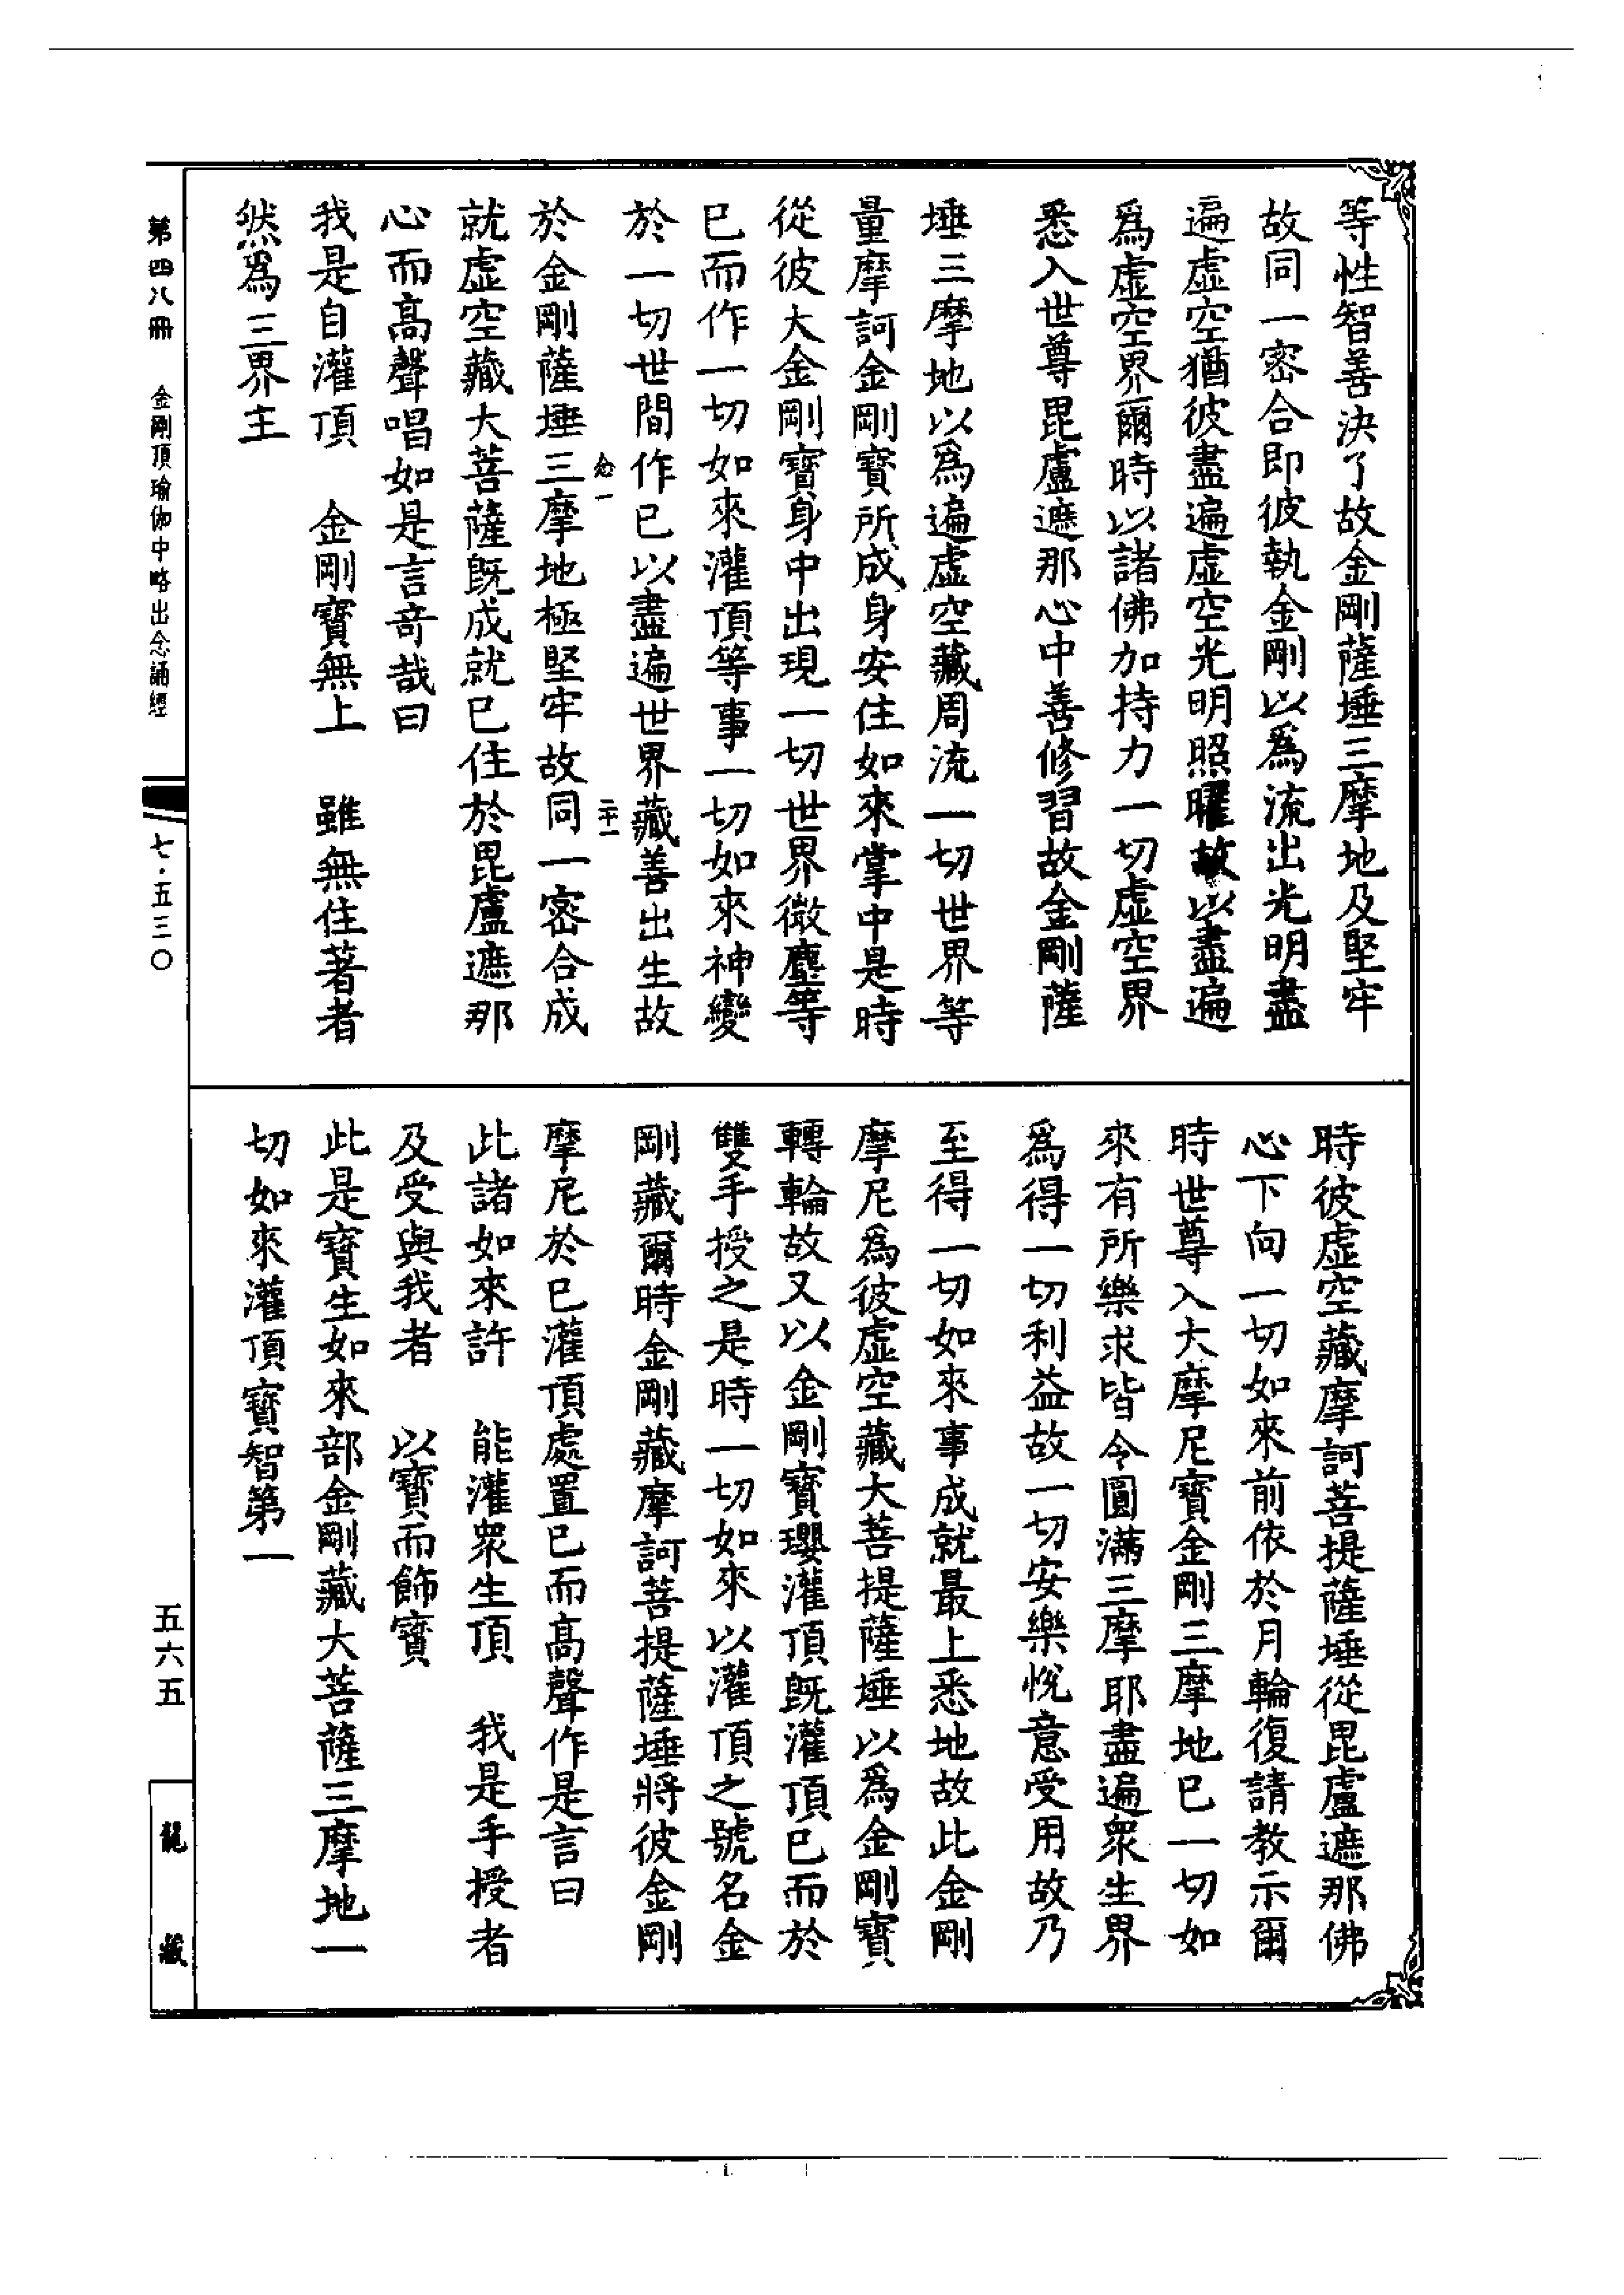 等性智善決了故金剛薩埵三摩地及堅牢
故同一密合即彼執金剛以為流出光明盡
遍虛空猶彼盡遍虛空光明照曜故以盡遍
為虛空界爾時以諸佛加持力一切虛空界
悉入世尊毘盧遮那心中善修習故金剛薩
埵三摩地以為遍虛空藏周流一切世界等
量摩訶金剛寶所成身安住如來掌中是時
從彼大金剛寶身中出現一切世界微塵等
已而作一切如來灌頂等事一切如來神變
於一切世間作已以盡遍世界藏善出生故
念一 二十一
於金剛薩埵三摩地極堅牢故同一密合成
就虛空藏大菩薩既成就已住於毘盧遮那
心而高聲唱如是言奇哉曰
我是自灌頂 金剛寶無上 雖無住著者
然為三界主
時彼虛空藏摩訶菩提薩埵從毘盧遮那佛
心下向一切如來前依於月輪復請教示爾
時世尊入大摩尼寶金剛三摩地已一切如
來有所樂求皆令圓滿三摩耶盡遍眾生界
為得一切利益故一切安樂悅意受用故乃
至得一切如來事成就最上悉地故此金剛
摩尼為彼虛空藏大菩提薩埵以為金剛寶
轉輪故又以金剛寶瓔灌頂既灌頂已而於
雙手授之是時一切如來以灌頂之號名金
剛藏爾時金剛藏摩訶菩提薩埵將彼金剛
摩尼於已灌頂處置已而高聲作是言曰
此諸如來許 能灌眾生頂 我是手授者
及受與我者 以寶而飾寶
此是寶生如來部金剛藏大菩薩三摩地一
切如來灌頂寶智第一
第四八冊 金剛頂瑜伽中略出念誦經 七·五三〇
五六五
龍藏